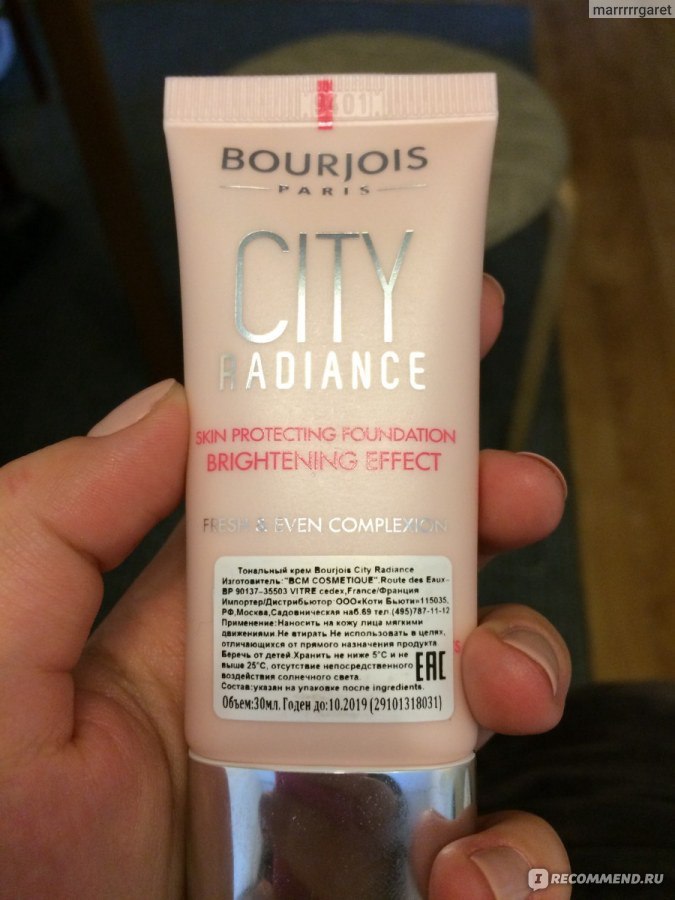 marrrrrgaret
BOURJOIS
PARIS
CITY
RADIANCE
SKIN PROTECTING FOUNDATION
BRIGHTENING EFFECT
FRESH & EVEN COMPLEXION
Тональный крем Bourjois City Radiance
Изготовитель:"BCM COSMETIQUE".Route des Eaux-
BP 90137-35503 VITRE cedex,France/Франция
Импортер/Дистрибьютор ООО«Коти Бьюти»115035,
РФ,Москва,Садовническая наб.69 тел.(495)787-11-12
Применение:Наносить на кожу лица мягкими
движениями.Не втирать.Не использовать в целях,
отличающихся от прямого назначения продукта
Беречь от детей.Хранить не ниже 5°С и не
выше 25°С, отсутствие непосредственного
воздействия солнечного света.
Состав:указан на упаковке после ingredients.
EAC
Объем:30мл. Годен до:10.2019 (29101318031)
IRECOMMEND.RU